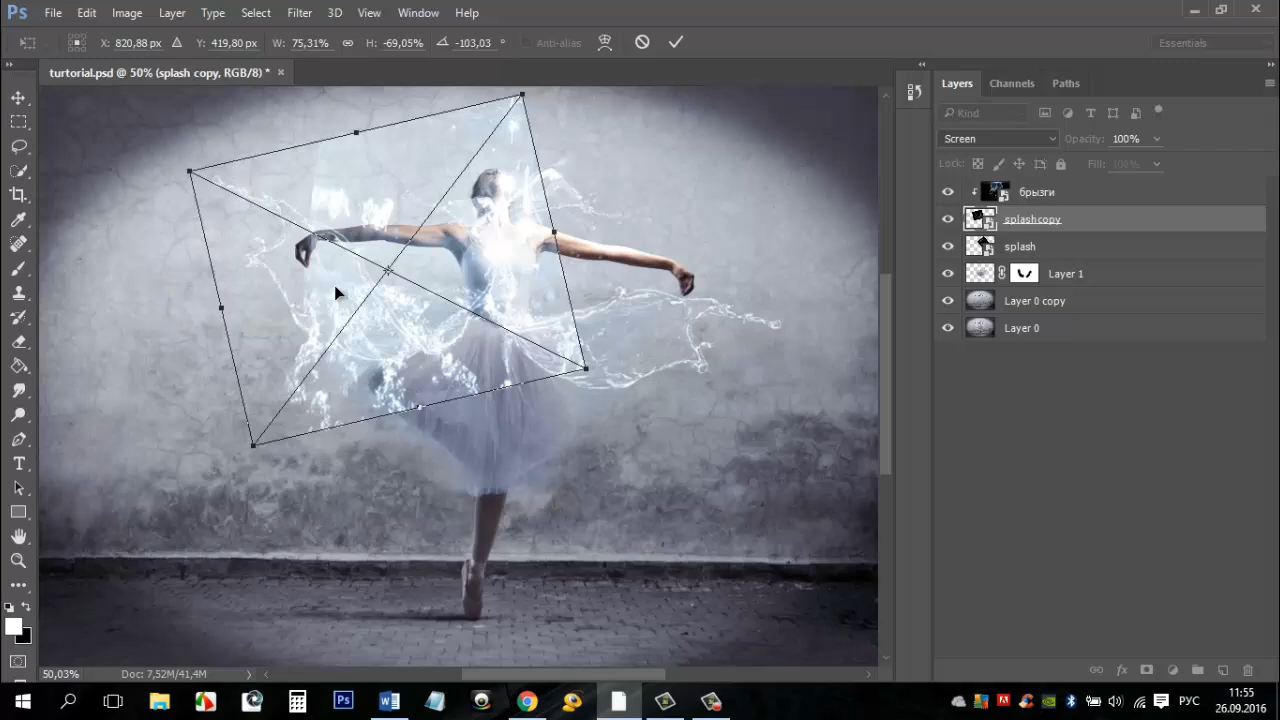 Ps File Edit Image Layer Type Select Filter 3D View Window Help
X: 820,88 px Y: 419,80 px W: 75,31% H: -69,05% -103,03 ° Anti-alias Essentials
turtorial.psd @ 50% (splash copy, RGB/8) * ×
Layers Channels Paths
Kind
Screen Opacity: 100%
Lock: Fill: 100%
брызги
splashcopy
splash
Layer 1
Layer 0 copy
Layer 0
50,03% Doc: 7,52M/41,4M
РУС
11:55
26.09.2016